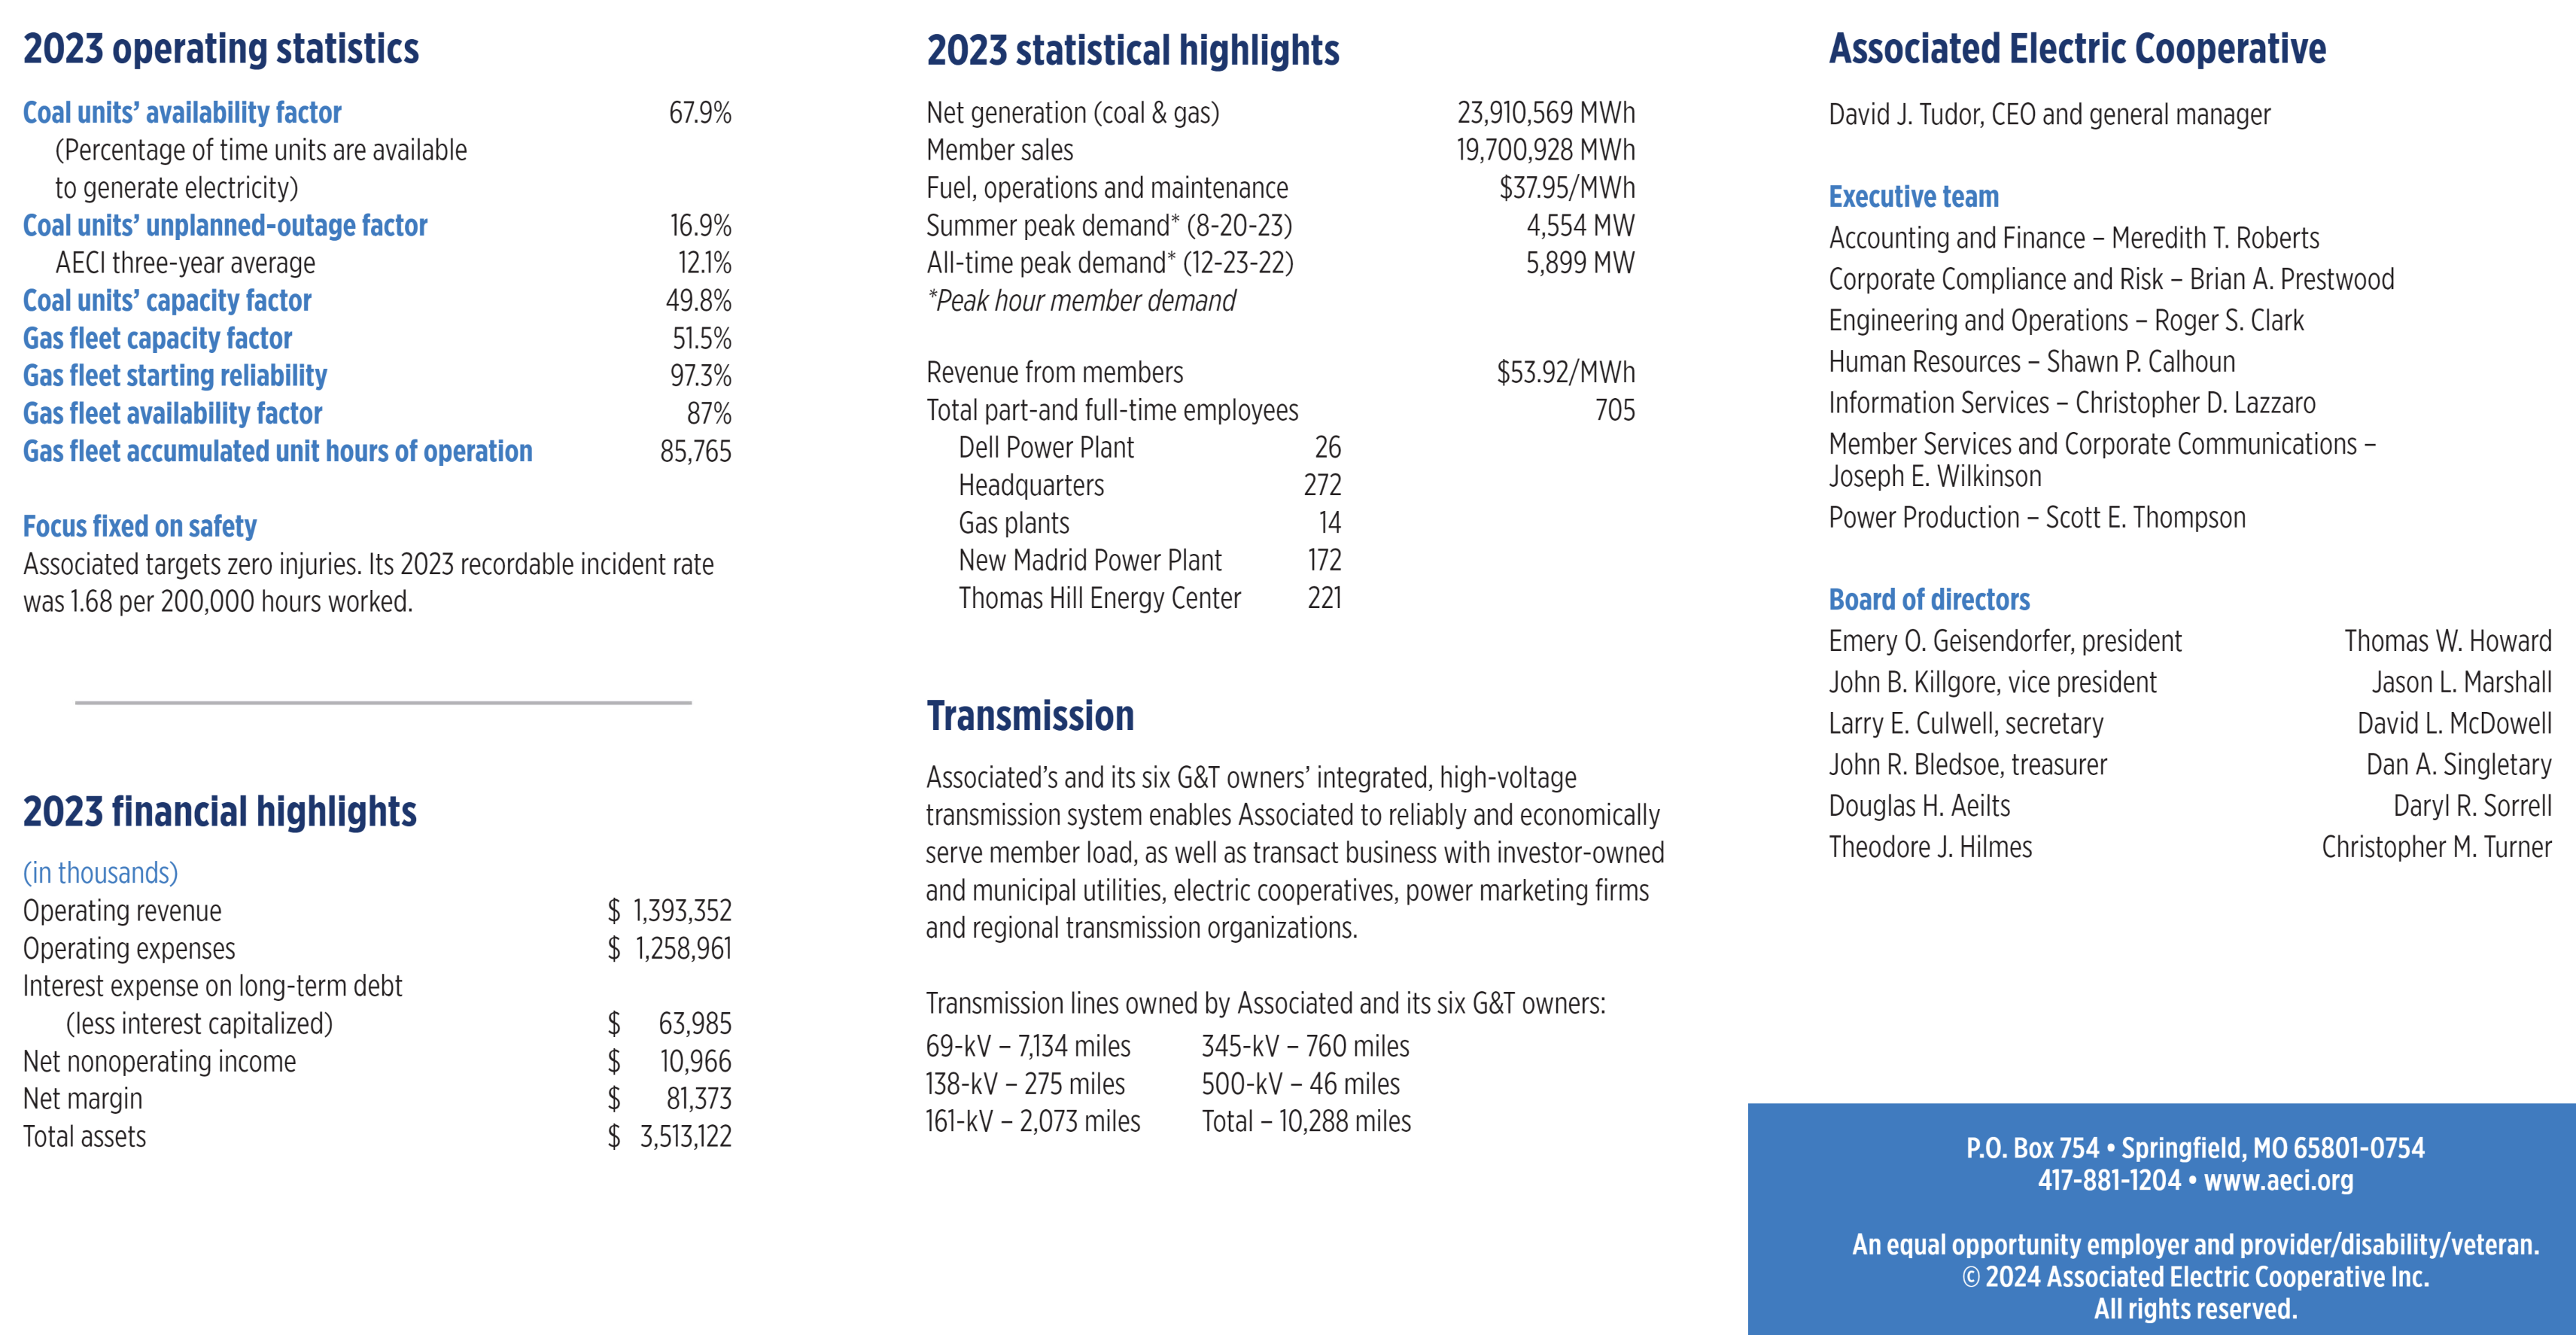 2023 operating statistics
Coal units’ availability factor 67.9%
(Percentage of time units are available
to generate electricity)
Coal units’ unplanned-outage factor 16.9%
AECI three-year average 12.1%
Coal units’ capacity factor 49.8%
Gas fleet capacity factor 51.5%
Gas fleet starting reliability 97.3%
Gas fleet availability factor 87%
Gas fleet accumulated unit hours of operation 85,765
Focus fixed on safety
Associated targets zero injuries. Its 2023 recordable incident rate
was 1.68 per 200,000 hours worked.
2023 financial highlights
(in thousands)
Operating revenue $ 1,393,352
Operating expenses $ 1,258,961
Interest expense on long-term debt
(less interest capitalized) $ 63,985
Net nonoperating income $ 10,966
Net margin $ 81,373
Total assets $ 3,513,122
2023 statistical highlights
Net generation (coal & gas) 23,910,569 MWh
Member sales 19,700,928 MWh
Fuel, operations and maintenance $37.95/MWh
Summer peak demand* (8-20-23) 4,554 MW
All-time peak demand* (12-23-22) 5,899 MW
*Peak hour member demand
Revenue from members $53.92/MWh
Total part-and full-time employees 705
Dell Power Plant 26
Headquarters 272
Gas plants 14
New Madrid Power Plant 172
Thomas Hill Energy Center 221
Transmission
Associated’s and its six G&T owners’ integrated, high-voltage
transmission system enables Associated to reliably and economically
serve member load, as well as transact business with investor-owned
and municipal utilities, electric cooperatives, power marketing firms
and regional transmission organizations.
Transmission lines owned by Associated and its six G&T owners:
69-kV – 7,134 miles 345-kV – 760 miles
138-kV – 275 miles 500-kV – 46 miles
161-kV – 2,073 miles Total – 10,288 miles
Associated Electric Cooperative
David J. Tudor, CEO and general manager
Executive team
Accounting and Finance – Meredith T. Roberts
Corporate Compliance and Risk – Brian A. Prestwood
Engineering and Operations – Roger S. Clark
Human Resources – Shawn P. Calhoun
Information Services – Christopher D. Lazzaro
Member Services and Corporate Communications –
Joseph E. Wilkinson
Power Production – Scott E. Thompson
Board of directors
Emery O. Geisendorfer, president Thomas W. Howard
John B. Killgore, vice president Jason L. Marshall
Larry E. Culwell, secretary David L. McDowell
John R. Bledsoe, treasurer Dan A. Singletary
Douglas H. Aeilts Daryl R. Sorrell
Theodore J. Hilmes Christopher M. Turner
P.O. Box 754 • Springfield, MO 65801-0754
417-881-1204 • www.aeci.org
An equal opportunity employer and provider/disability/veteran.
© 2024 Associated Electric Cooperative Inc.
All rights reserved.